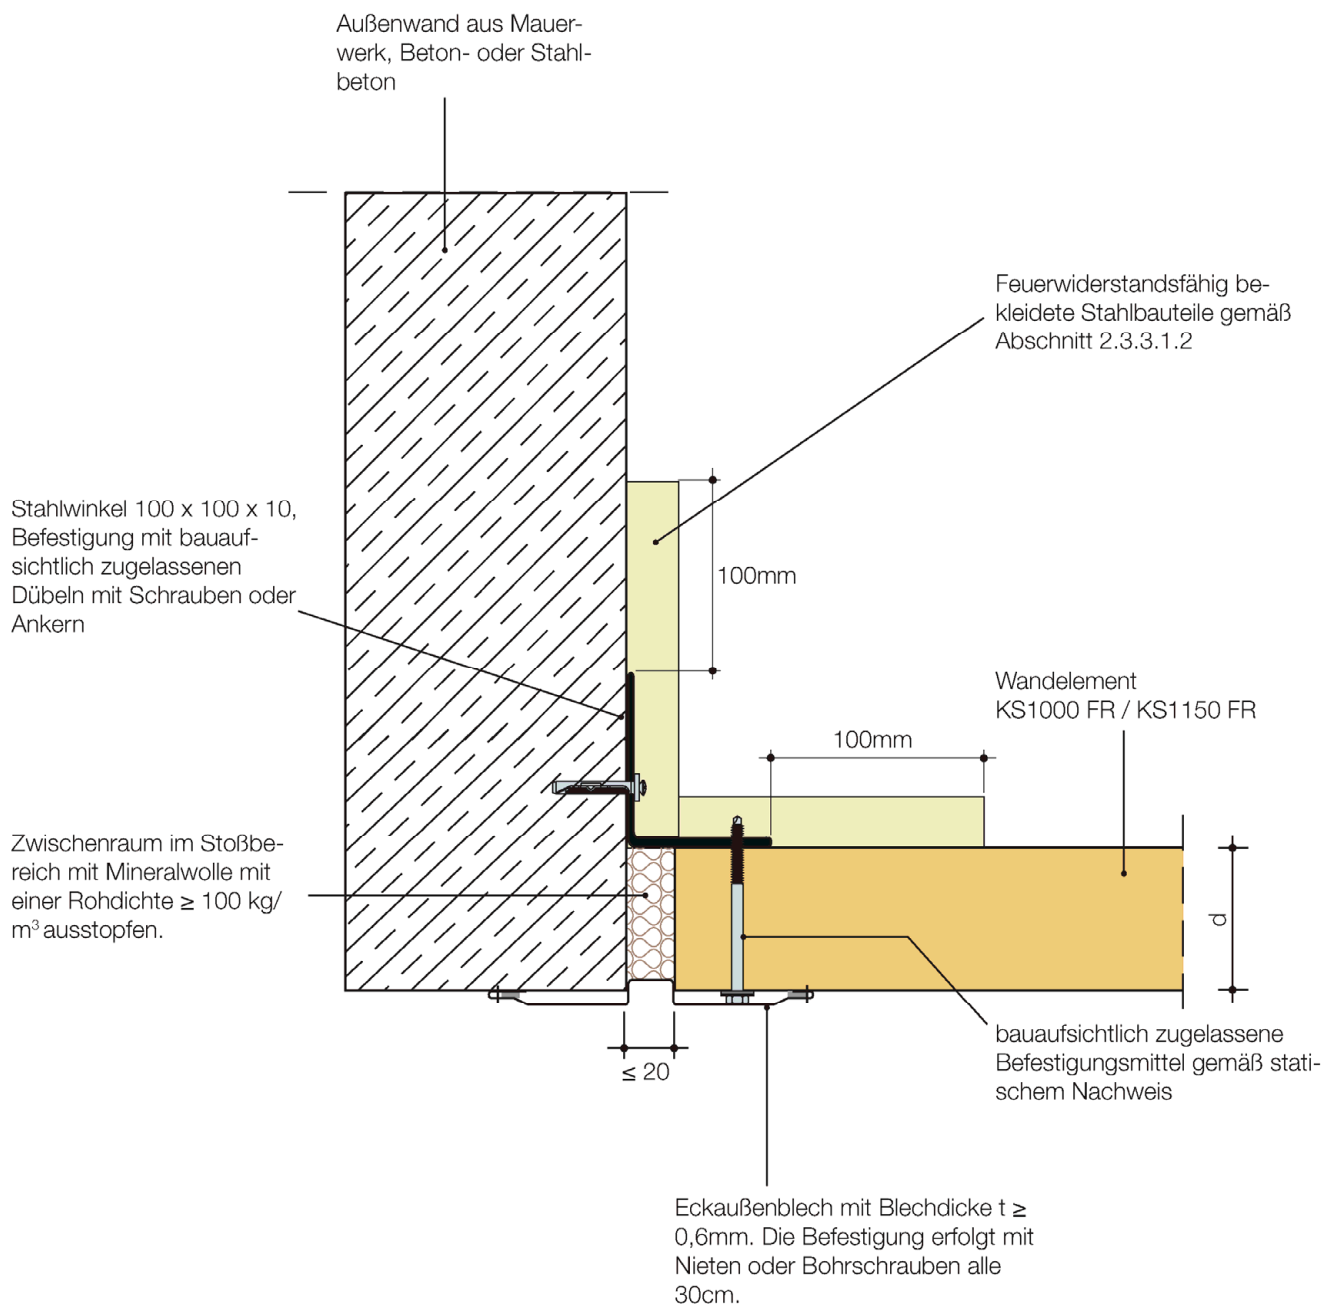 Außenwand aus Mauer-
werk, Beton- oder Stahl-
beton
Feuerwiderstandsfähig be-
kleidete Stahlbauteile gemäß
Abschnitt 2.3.3.1.2
Stahlwinkel 100 x 100 x 10,
Befestigung mit bauauf-
sichtlich zugelassenen
Dübeln mit Schrauben oder
Ankern
100mm
Wandelement
KS1000 FR / KS1150 FR
100mm
Zwischenraum im Stoßbe-
reich mit Mineralwolle mit
einer Rohdichte ≥ 100 kg/
m³ ausstopfen.
d
bauaufsichtlich zugelassene
Befestigungsmittel gemäß stati-
schem Nachweis
≤ 20
Eckaußenblech mit Blechdicke t ≥
0,6mm. Die Befestigung erfolgt mit
Nieten oder Bohrschrauben alle
30cm.